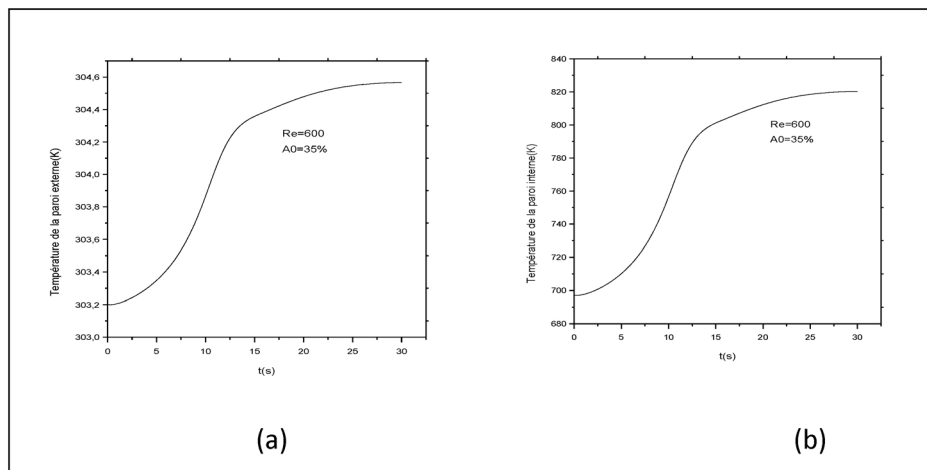 304,6
304,4
304,2
304,0
303,8
303,6
303,4
303,2
303,0
Température de la paroi externe(K)
Re=600
A0=35%
0 5 10 15 20 25 30
t(s)
(a)
840
820
800
780
760
740
720
700
680
Température de la paroi interne(K)
Re=600
A0=35%
0 5 10 15 20 25 30
t(s)
(b)